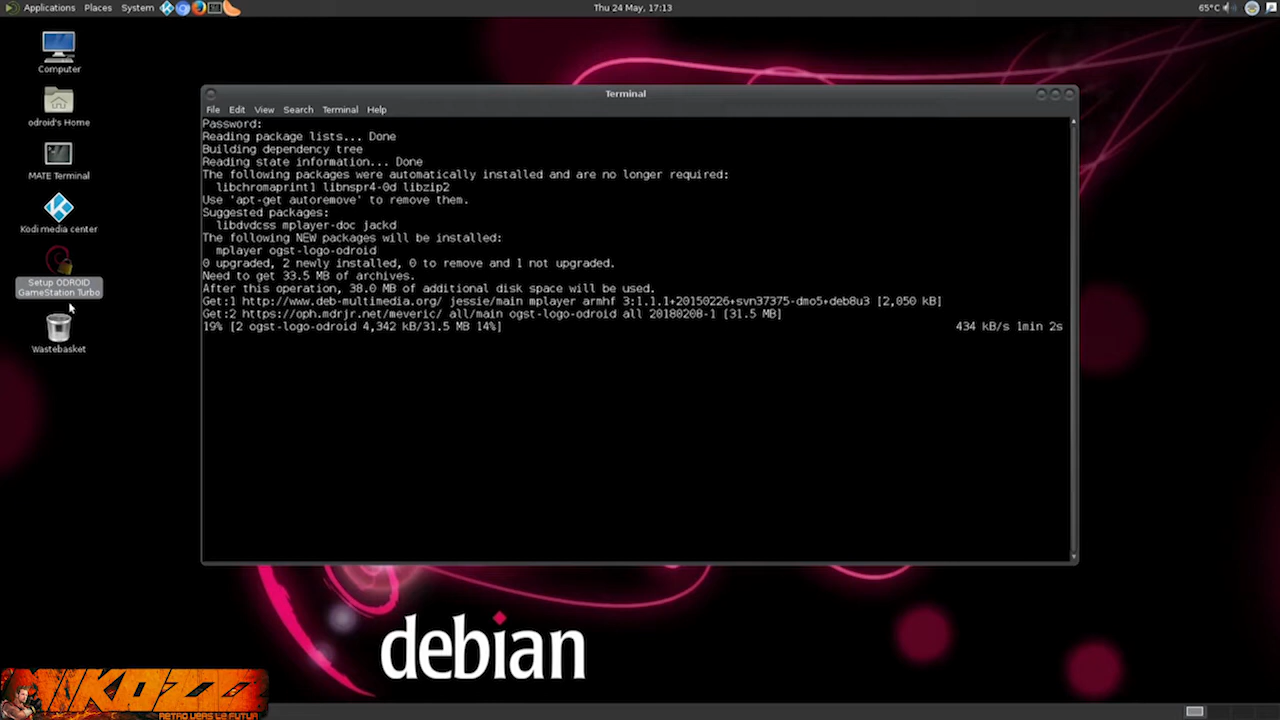 Applications Places System
Thu 24 May, 17:13
65°C
Computer
odroid's Home
MATE Terminal
Kodi media center
Setup ODROID
GameStation Turbo
Wastebasket
Terminal
File Edit View Search Terminal Help
Password:
Reading package lists... Done
Building dependency tree
Reading state information... Done
The following packages were automatically installed and are no longer required:
libchromaprint1 libnspr4-0d libzip2
Use 'apt-get autoremove' to remove them.
Suggested packages:
libdvdcss mplayer-doc jackd
The following NEW packages will be installed:
mplayer ogst-logo-odroid
0 upgraded, 2 newly installed, 0 to remove and 1 not upgraded.
Need to get 33.5 MB of archives.
After this operation, 38.0 MB of additional disk space will be used.
Get:1 http://www.deb-multimedia.org/ jessie/main mplayer armhf 3:1.1.1+20150226+svn37375-dmo5+deb8u3 [2,050 kB]
Get:2 https://oph.mdrjr.net/meveric/ all/main ogst-logo-odroid all 20180208-1 [31.5 MB]
19% [2 ogst-logo-odroid 4,342 kB/31.5 MB 14%] 434 kB/s 1min 2s
debian
NIKOZZ
RETRO VERS LE FUTUR